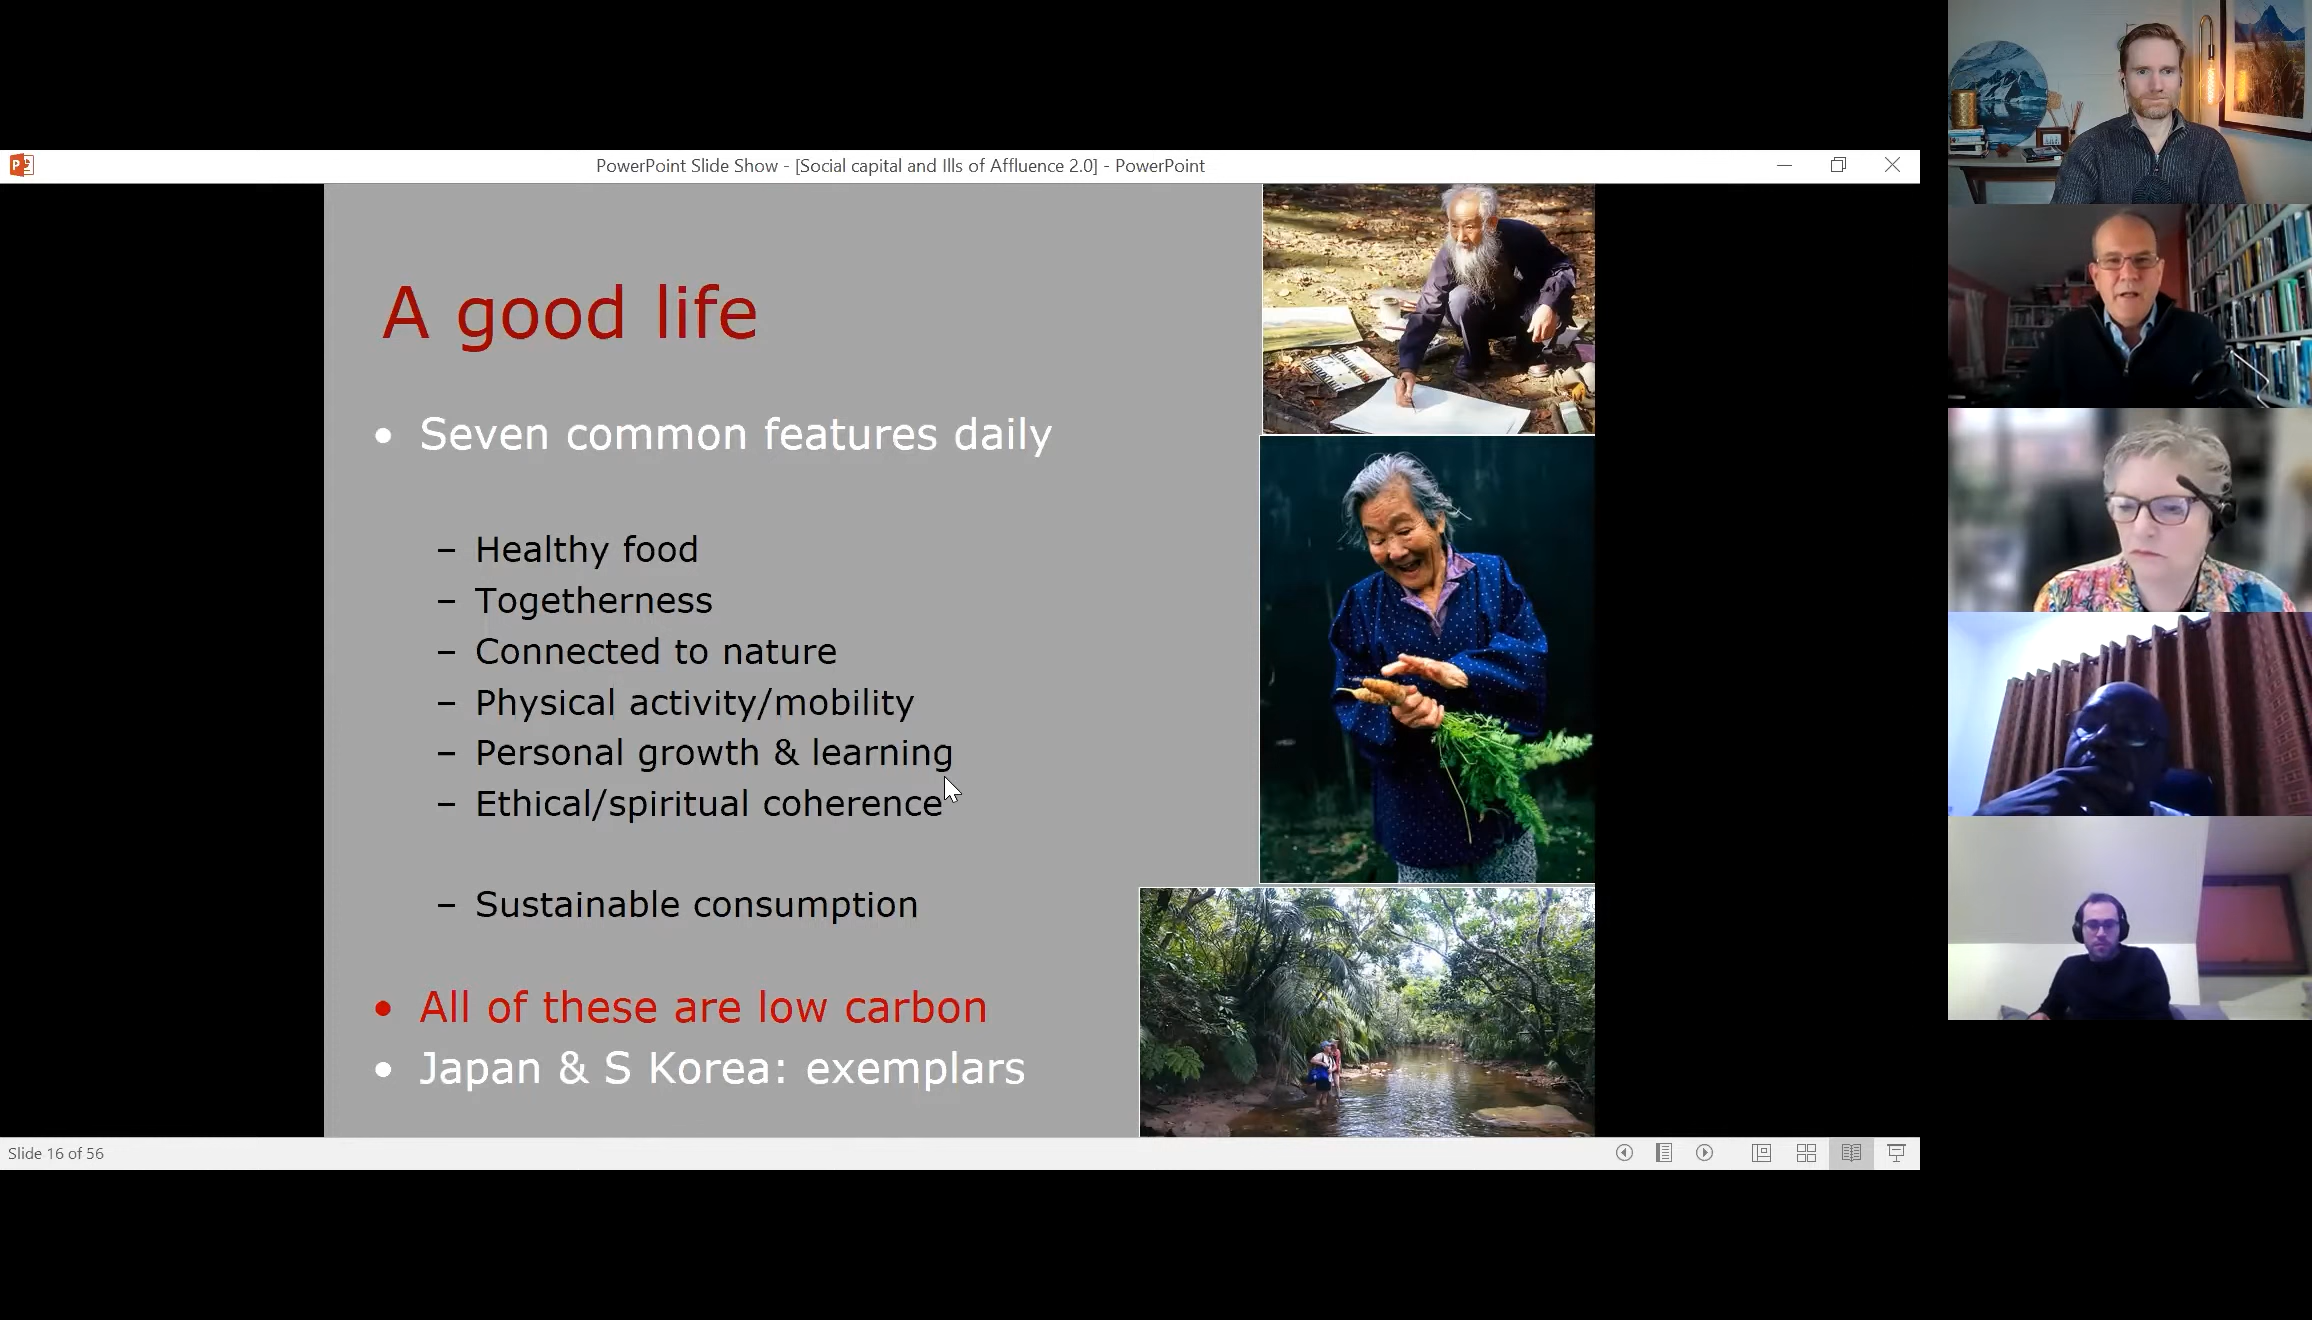 PowerPoint Slide Show - [Social capital and Ills of Affluence 2.0] - PowerPoint
A good life
• Seven common features daily
– Healthy food
– Togetherness
– Connected to nature
– Physical activity/mobility
– Personal growth & learning
– Ethical/spiritual coherence
– Sustainable consumption
• All of these are low carbon
• Japan & S Korea: exemplars
Slide 16 of 56